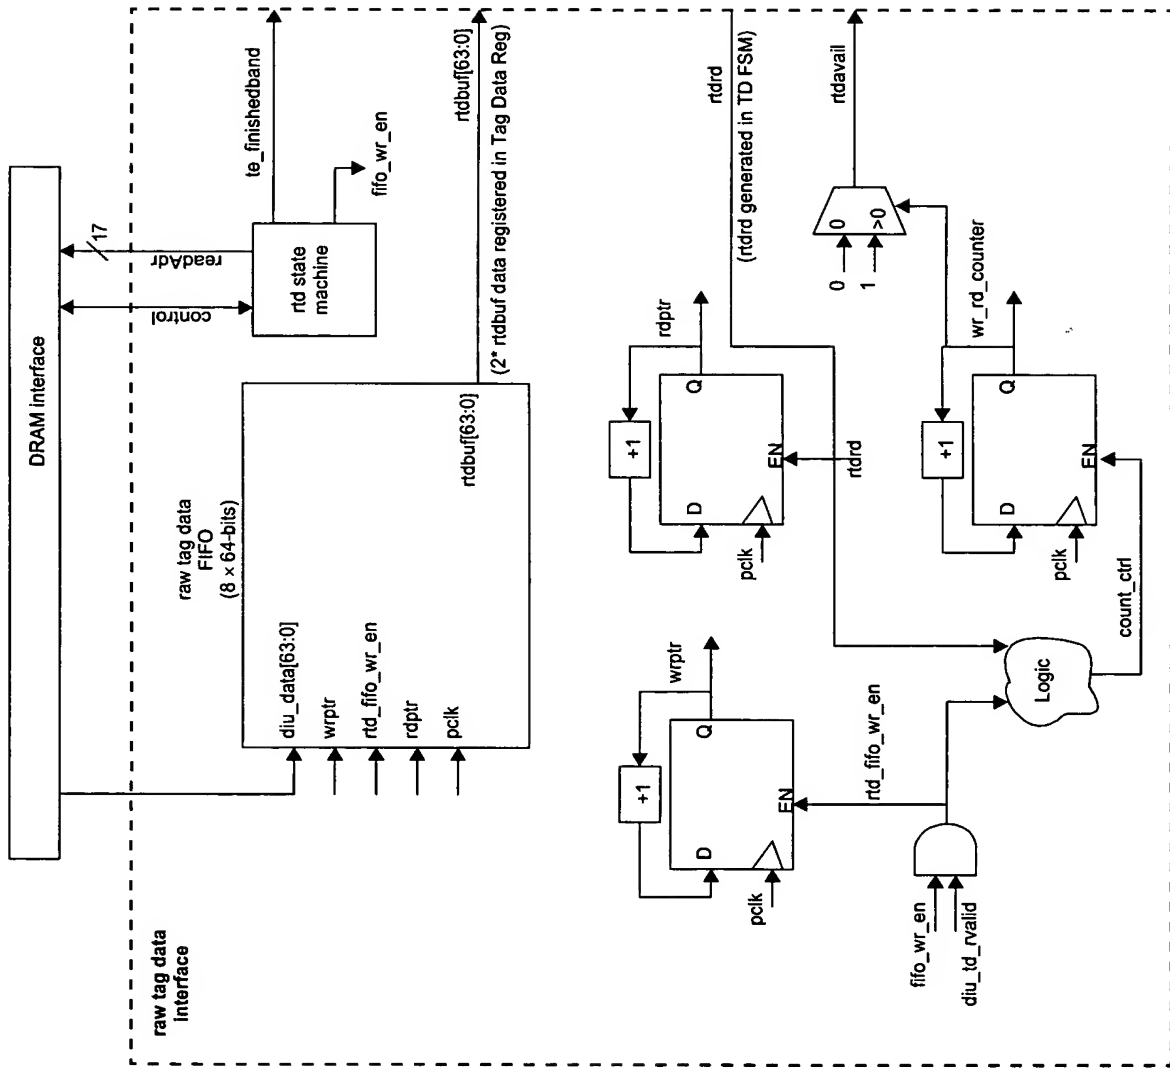 DRAM interface
raw tag data
interface
control
readAdr
17
rtd state
machine
te_finishedband
fifo_wr_en
raw tag data
FIFO
(8 × 64-bits)
diu_data[63:0]
wrptr
rtd_fifo_wr_en
rdptr
pclk
rtdbuf[63:0]
rtdbuf[63:0]
(2* rtdbuf data registered in Tag Data Reg)
+1
wrptr
D
Q
EN
pclk
rtd_fifo_wr_en
fifo_wr_en
diu_td_rvalid
+1
rdptr
D
Q
EN
pclk
rtdrd
rtdrd
(rtdrd generated in TD FSM)
Logic
count_ctrl
+1
wr_rd_counter
D
Q
EN
pclk
0
1
0
>0
rtdavail